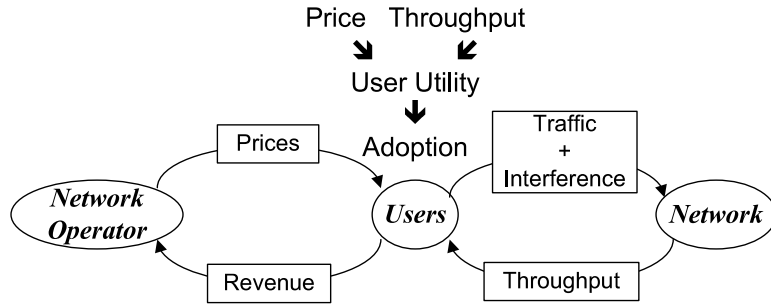 Price Throughput
User Utility
Adoption
Prices
Traffic
+
Interference
Network
Operator
Users
Network
Revenue
Throughput